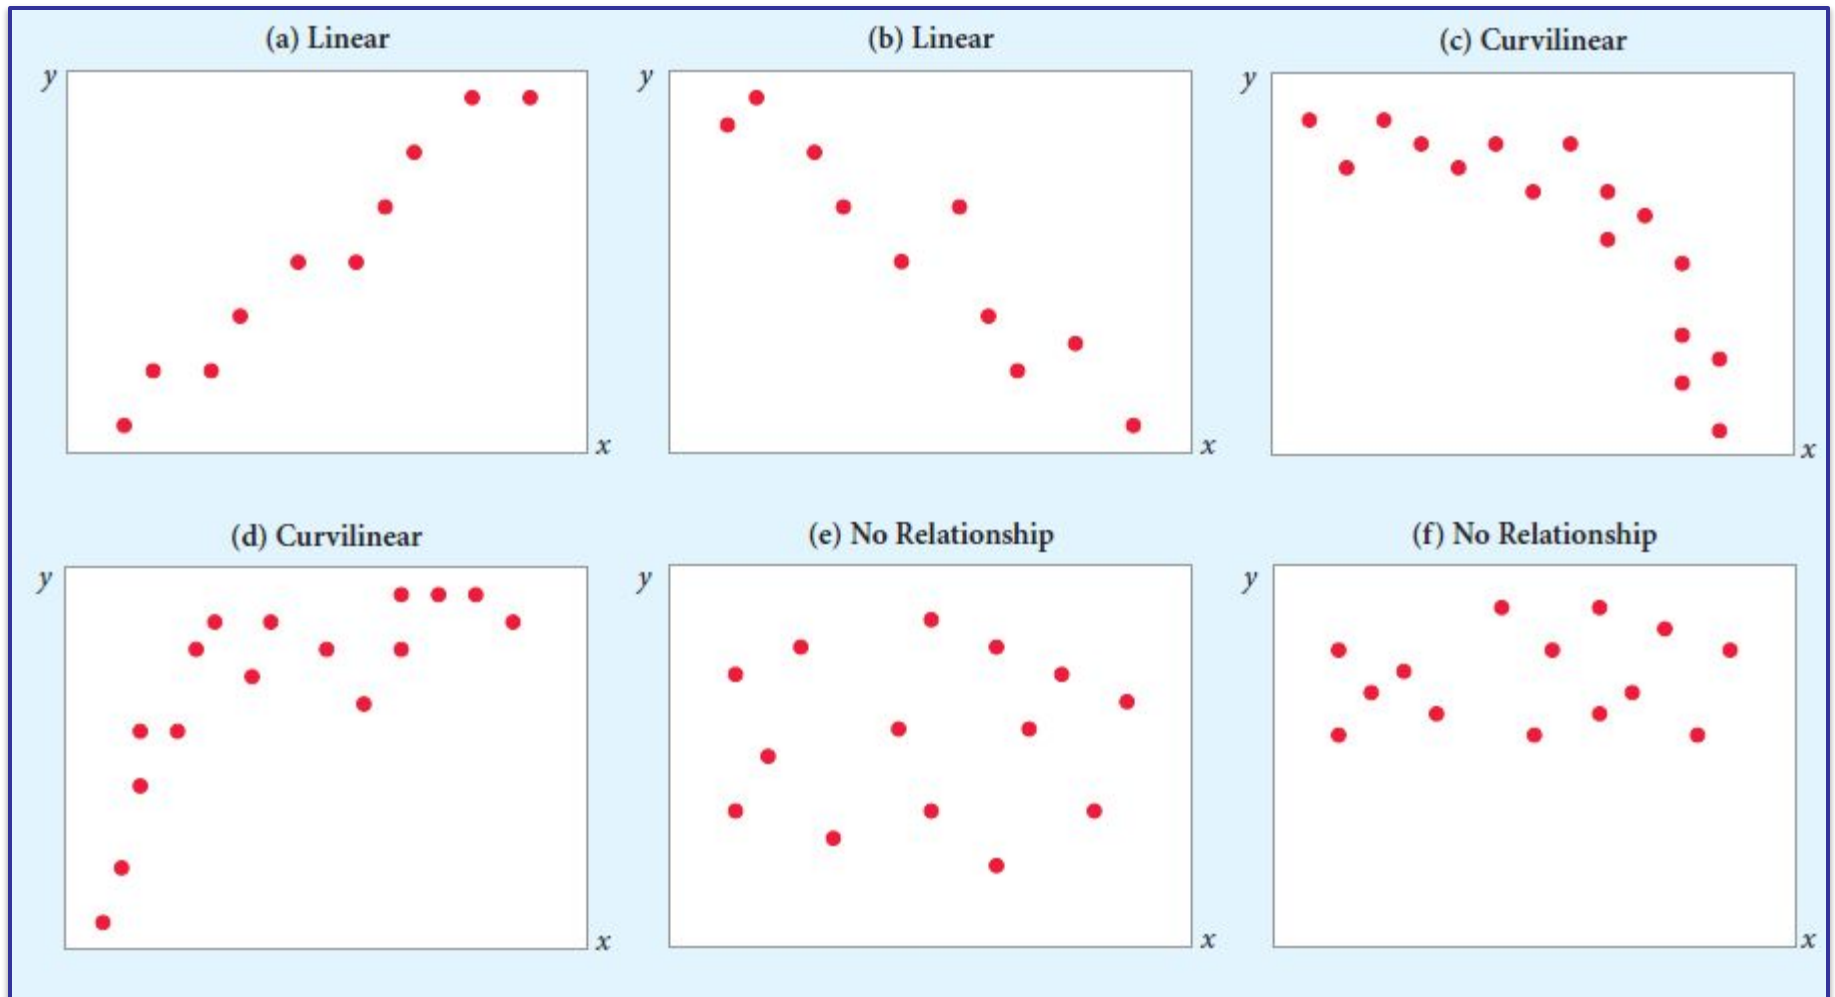 (a) Linear
(b) Linear
(c) Curvilinear
y
y
y
x
x
x
(d) Curvilinear
(e) No Relationship
(f) No Relationship
y
y
y
x
x
x